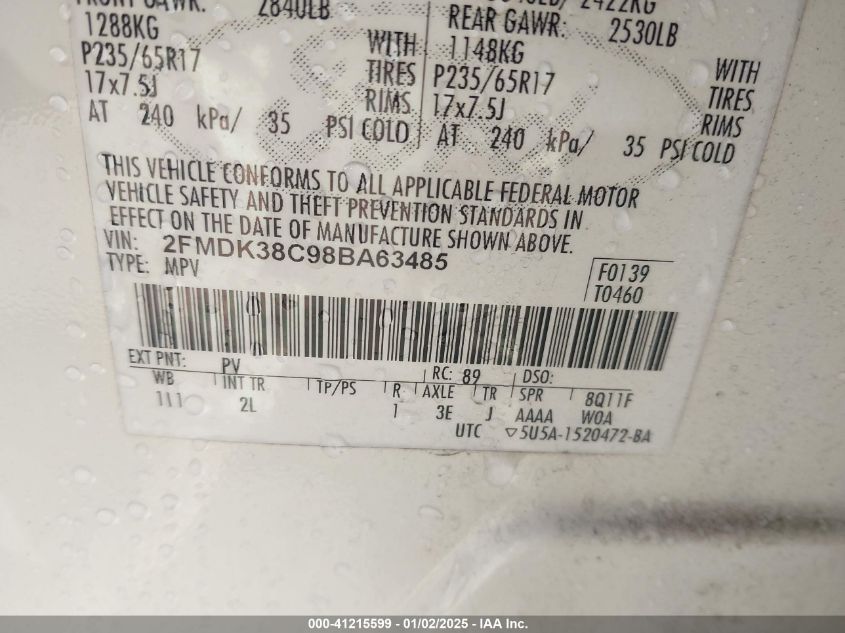 2840LB
1288KG
P235/65R17 WITH
17x7.5J TIRES
RIMS
AT 240 kPa/ 35 PSI COLD
2422KG
REAR GAWR: 2530LB
1148KG WITH
P235/65R17 TIRES
17x7.5J RIMS
AT 240 kPa/ 35 PSI COLD
THIS VEHICLE CONFORMS TO ALL APPLICABLE FEDERAL MOTOR
VEHICLE SAFETY AND THEFT PREVENTION STANDARDS IN
EFFECT ON THE DATE OF MANUFACTURE SHOWN ABOVE.
VIN: 2FMDK38C98BA63485
TYPE: MPV
F0139
T0460
EXT PNT: PV RC: 89 DSO:
WB INT TR TP/PS R AXLE TR SPR 8Q11F
111 2L 1 3E J AAAA W0A
UTC ▽5U5A-1520472-BA
000-41215599 - 01/02/2025 - IAA Inc.